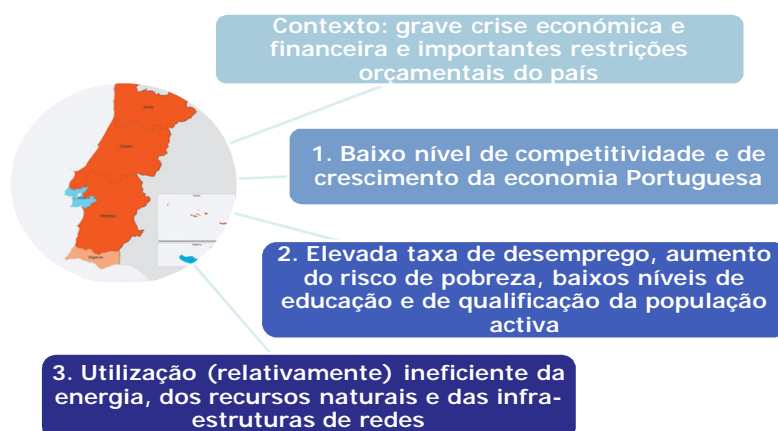 Contexto: grave crise económica e
financeira e importantes restrições
orçamentais do país
1. Baixo nível de competitividade e de
crescimento da economia Portuguesa
2. Elevada taxa de desemprego, aumento
do risco de pobreza, baixos níveis de
educação e de qualificação da população
activa
3. Utilização (relativamente) ineficiente da
energia, dos recursos naturais e das infra-
estruturas de redes